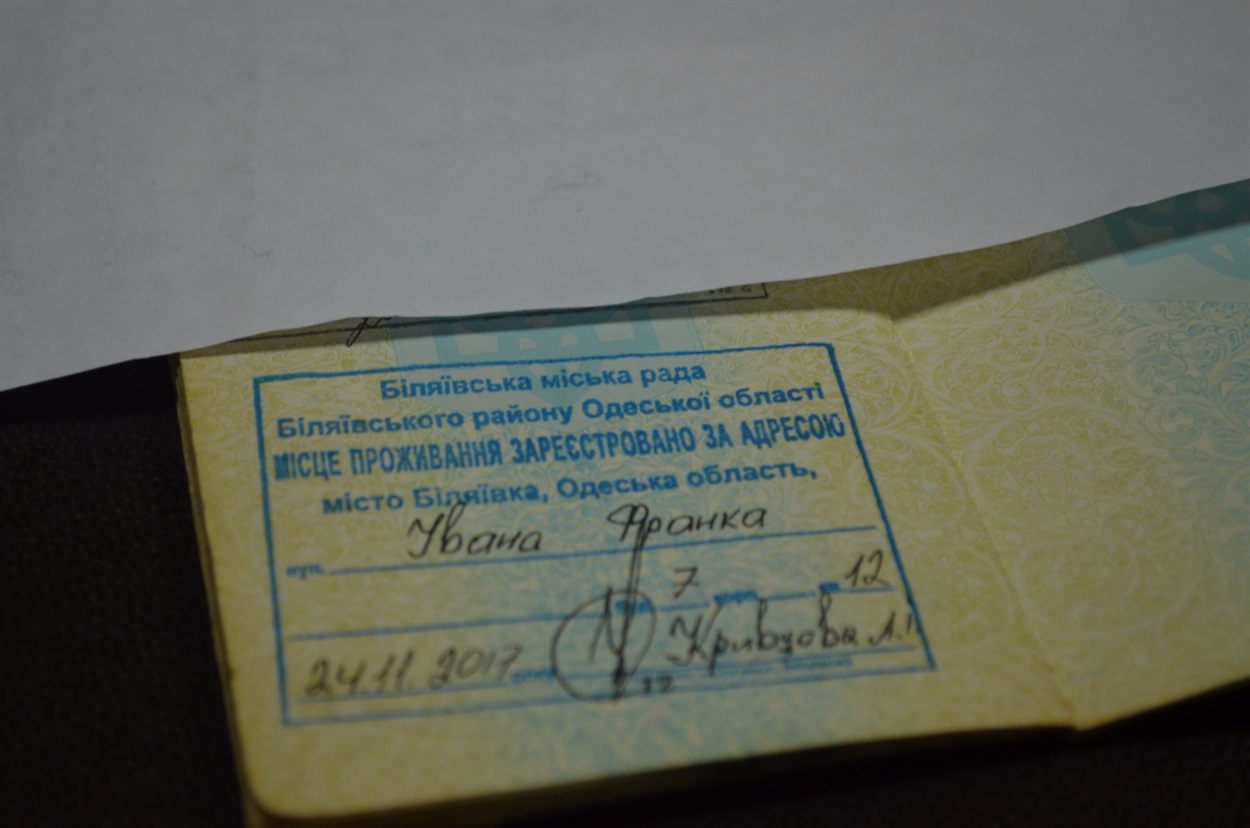 Біляївська міська рада
Біляївського району Одеської області
МІСЦЕ ПРОЖИВАННЯ ЗАРЕЄСТРОВАНО ЗА АДРЕСОЮ
місто Біляївка, Одеська область,
вул. Івана Франка
7 12
24.11.2017 Кривцова Л.І